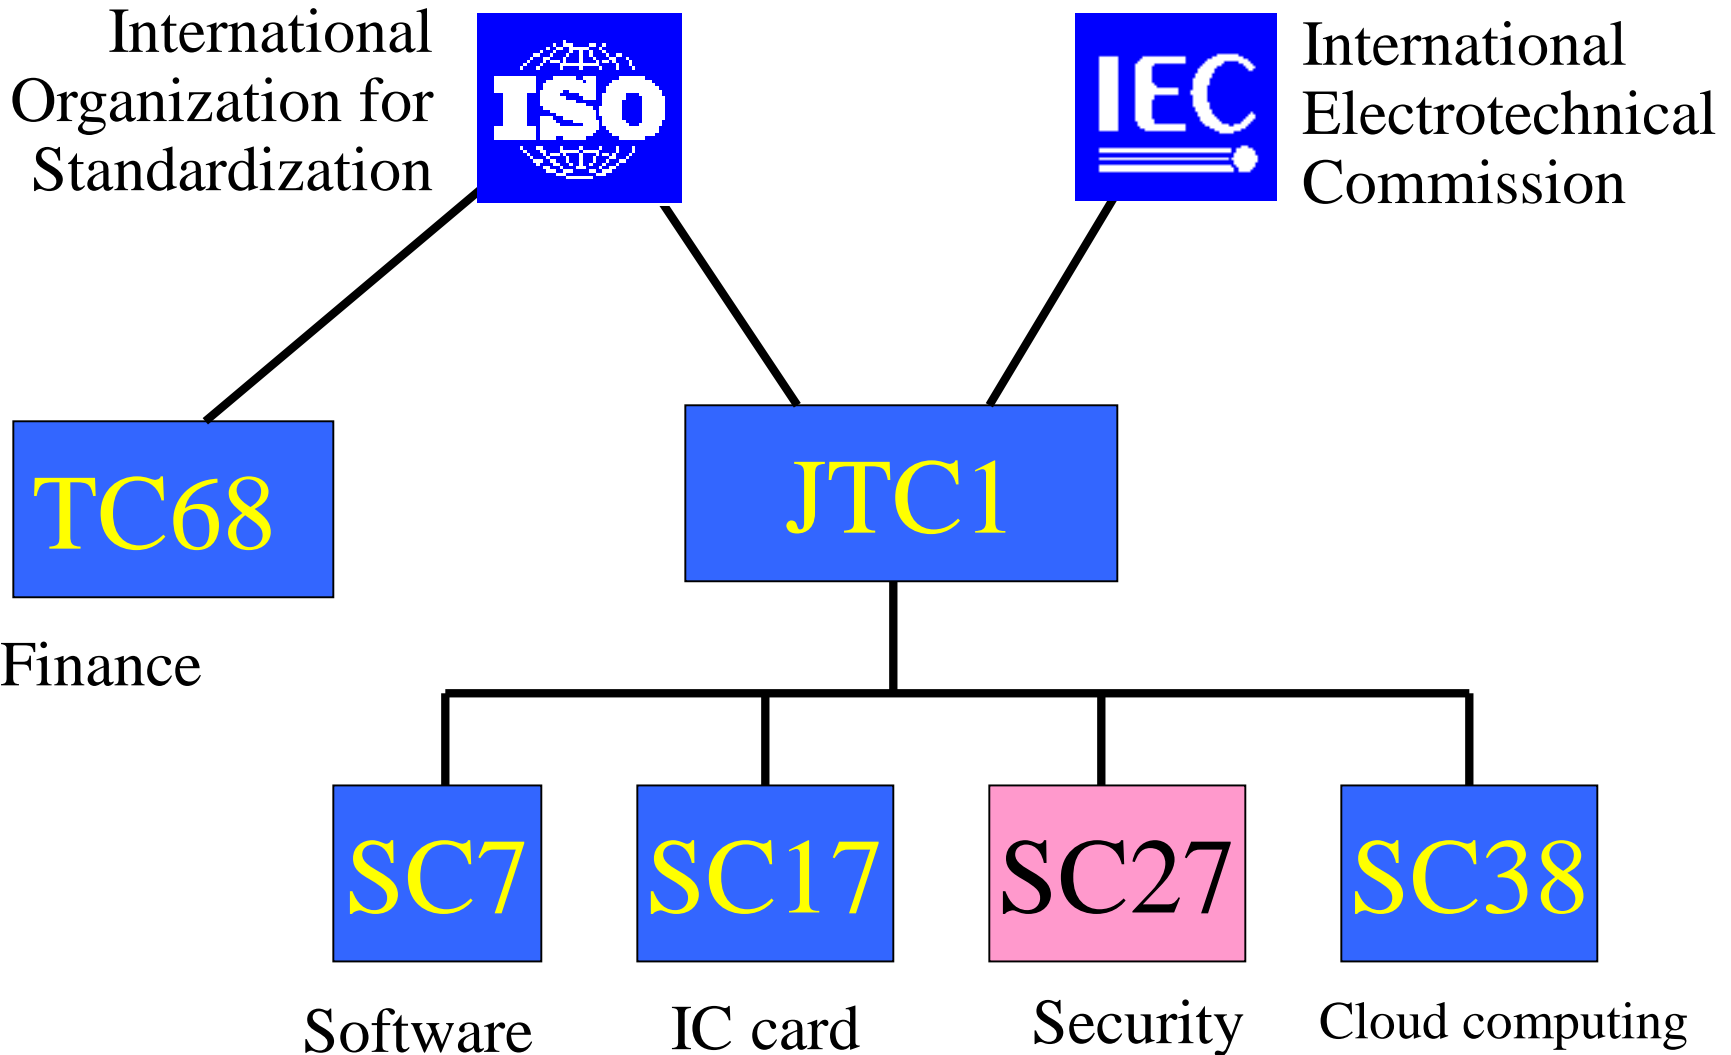 International
Organization for
Standardization
ISO
IEC
International
Electrotechnical
Commission
TC68
JTC1
Finance
SC7
SC17
SC27
SC38
Software
IC card
Security
Cloud computing